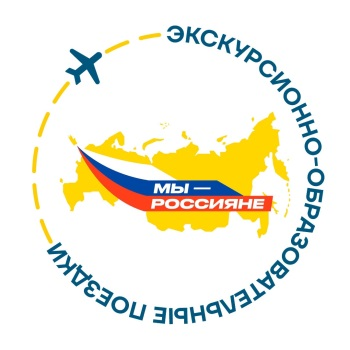 ЭКСКУРСИОННО-ОБРАЗОВАТЕЛЬНЫЕ ПОЕЗДКИ
МЫ —
РОССИЯНЕ